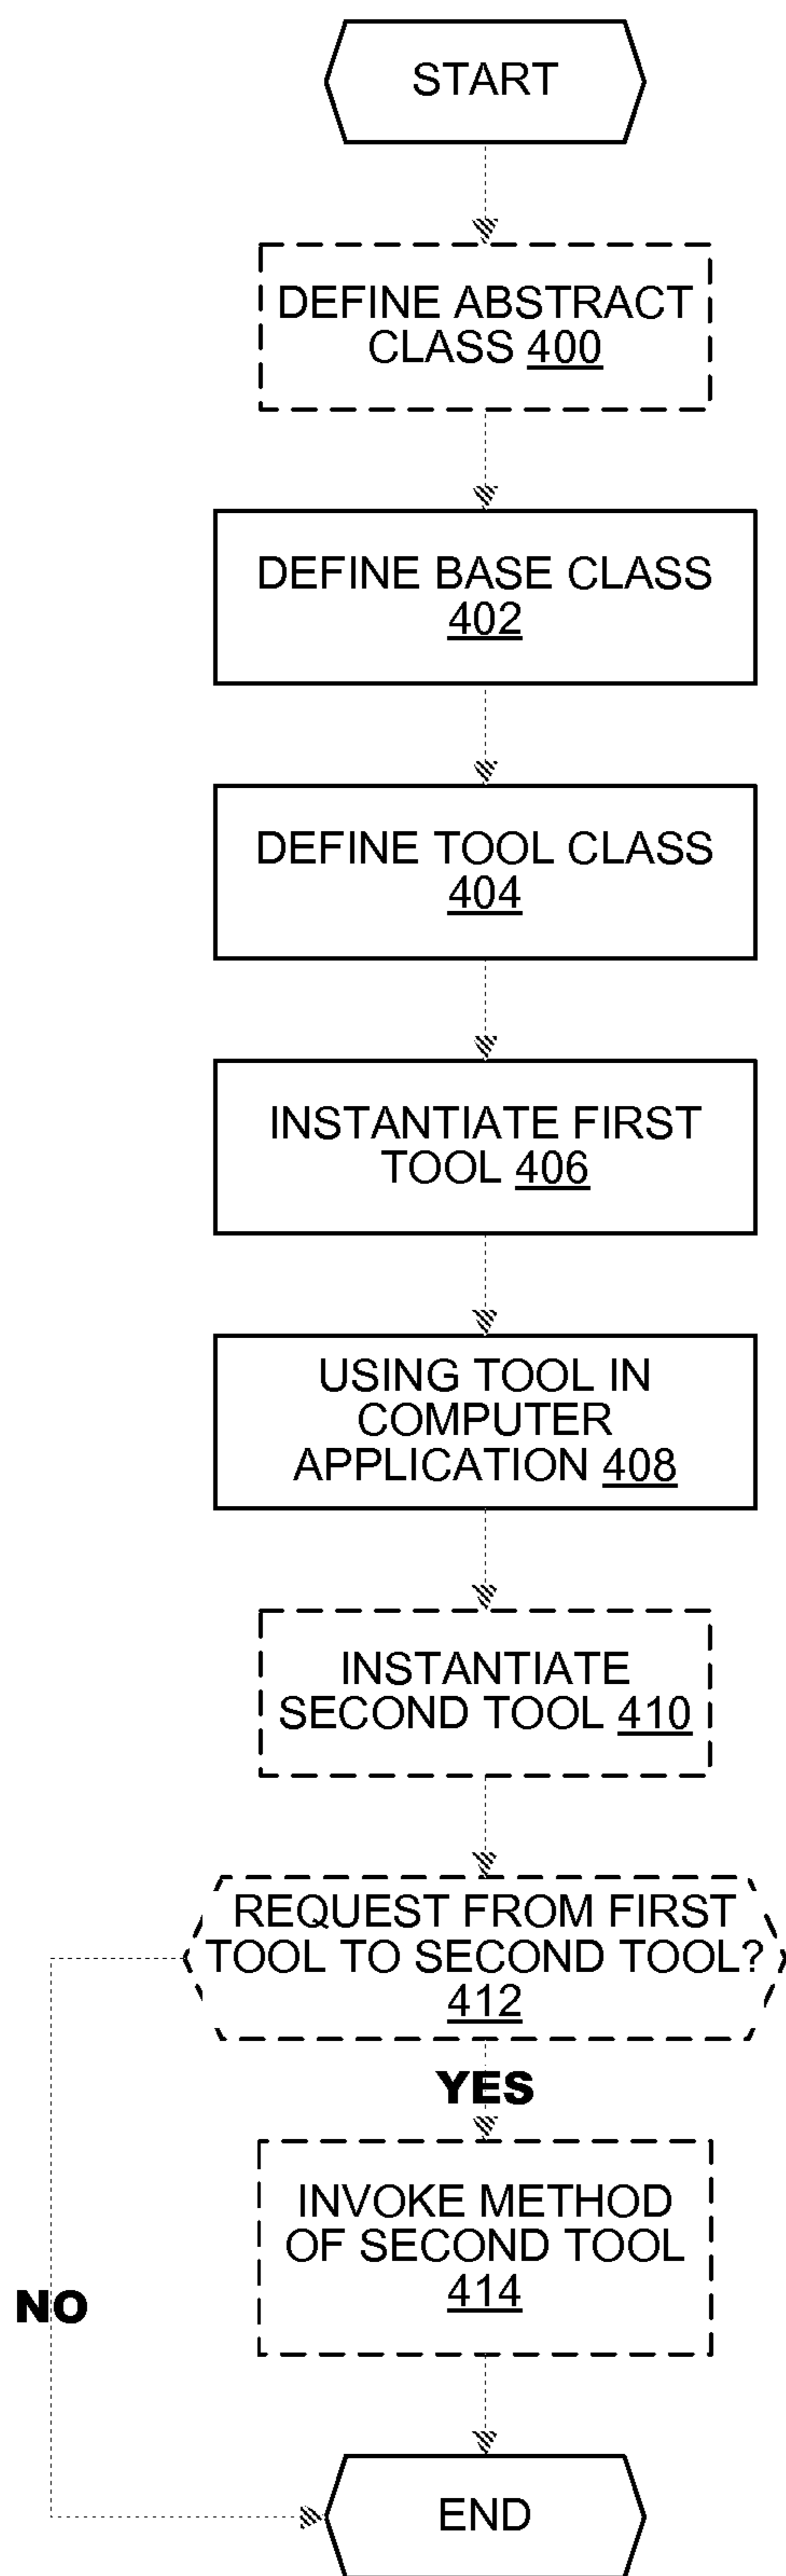 START
DEFINE ABSTRACT
CLASS 400
DEFINE BASE CLASS
402
DEFINE TOOL CLASS
404
INSTANTIATE FIRST
TOOL 406
USING TOOL IN
COMPUTER
APPLICATION 408
INSTANTIATE
SECOND TOOL 410
REQUEST FROM FIRST
TOOL TO SECOND TOOL?
412
YES
INVOKE METHOD
OF SECOND TOOL
414
NO
END